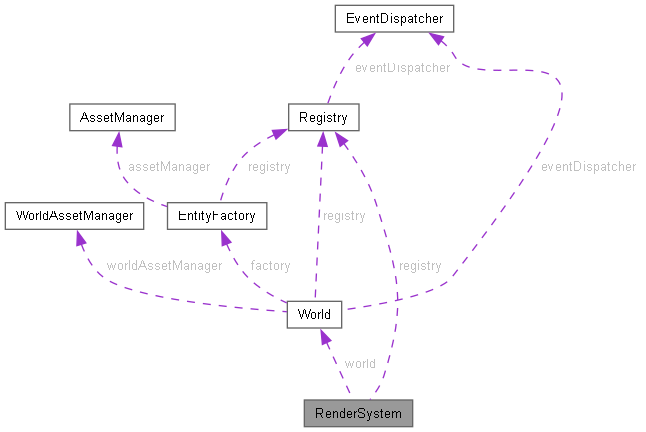 EventDispatcher
eventDispatcher
AssetManager
Registry
assetManager
registry
eventDispatcher
WorldAssetManager
EntityFactory
registry
worldAssetManager
factory
registry
World
world
RenderSystem